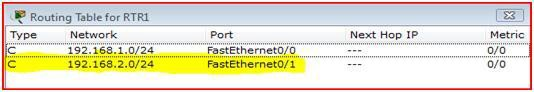 Routing Table for RTR1
Type Network Port Next Hop IP Metric
C 192.168.1.0/24 FastEthernet0/0 --- 0/0
C 192.168.2.0/24 FastEthernet0/1 --- 0/0